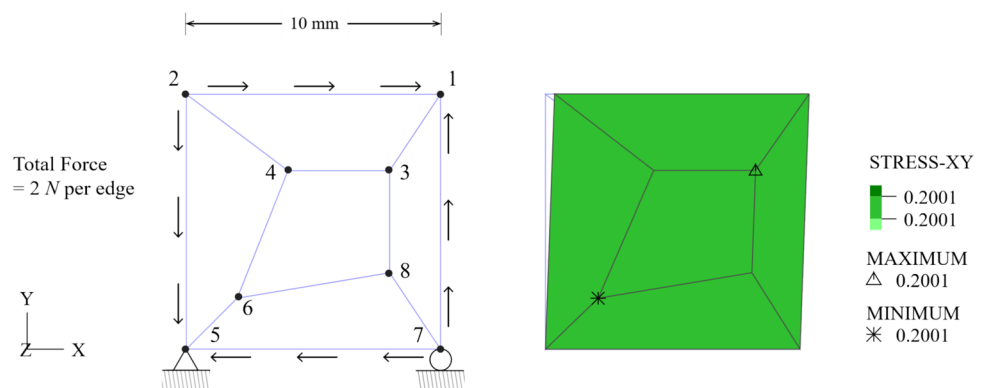 10 mm
2
1
Total Force
= 2 N per edge
4
3
8
6
5
7
Y
Z
X
STRESS-XY
0.2001
0.2001
MAXIMUM
0.2001
MINIMUM
0.2001